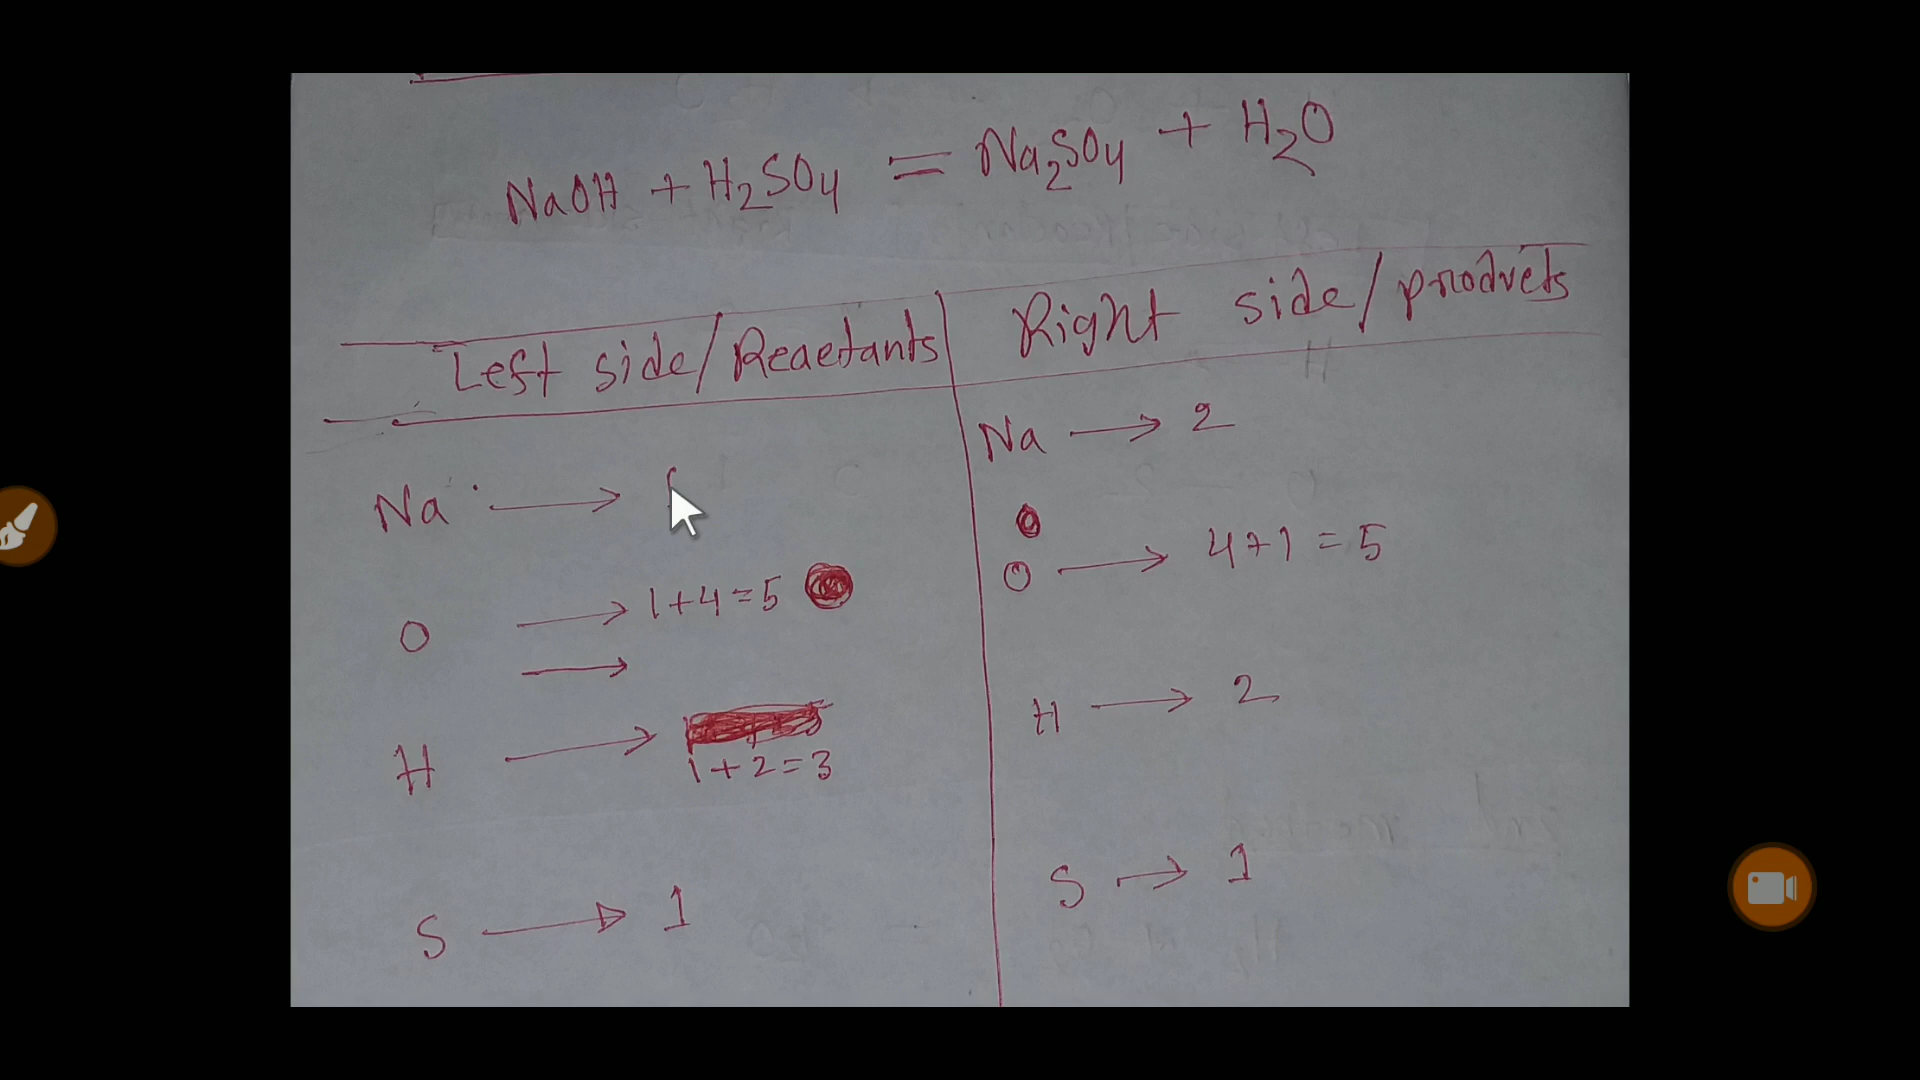 NaOH + H₂SO₄ = Na₂SO₄ + H₂O
Left side/Reactants
Right side/products
Na → 2
Na →
O → 4+1=5
O → 1+4=5
→
H → 2
H → 1+2=3
S → 1
S → 1